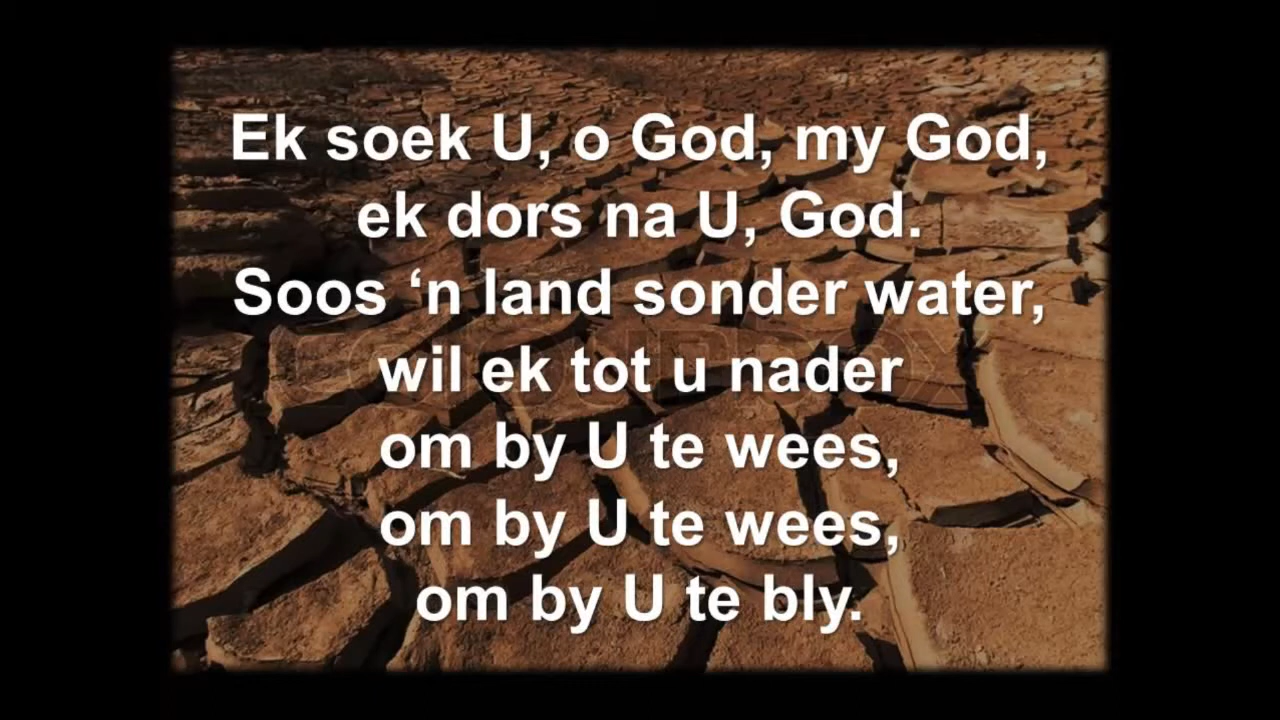 Ek soek U, o God, my God,
ek dors na U, God.
Soos ‘n land sonder water,
wil ek tot u nader
om by U te wees,
om by U te wees,
om by U te bly.